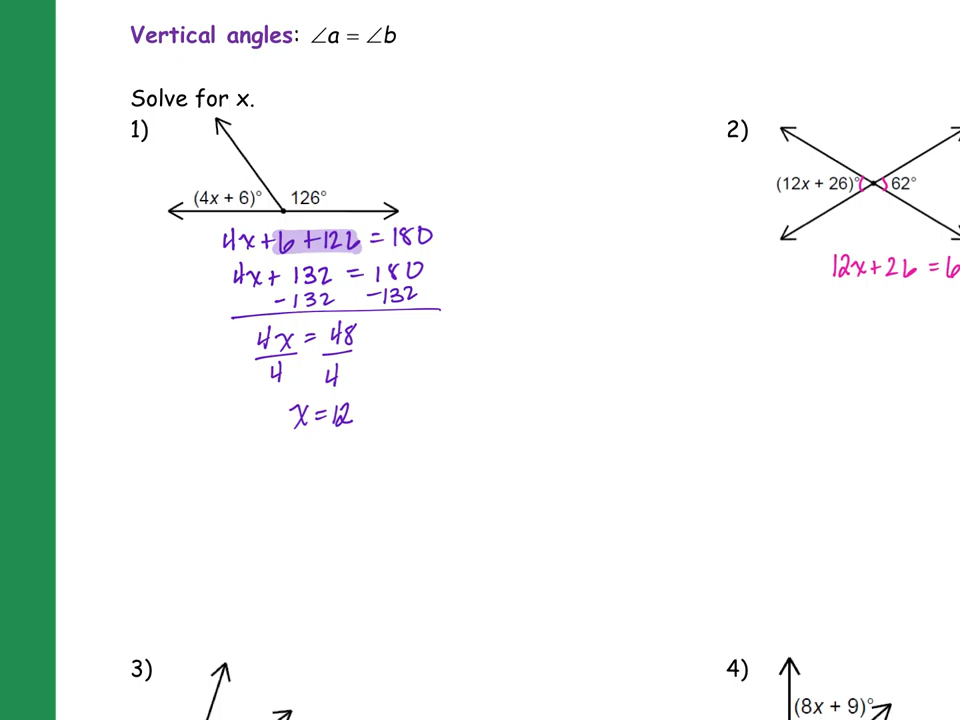 Vertical angles: ∠a = ∠b
Solve for x.
1)
(4x + 6)° 126°
4x + 6 + 126 = 180
4x + 132 = 180
-132 -132
4x = 48
4 4
x = 12
2)
(12x + 26)° 62°
12x + 26 = 6
3)
4)
(8x + 9)°